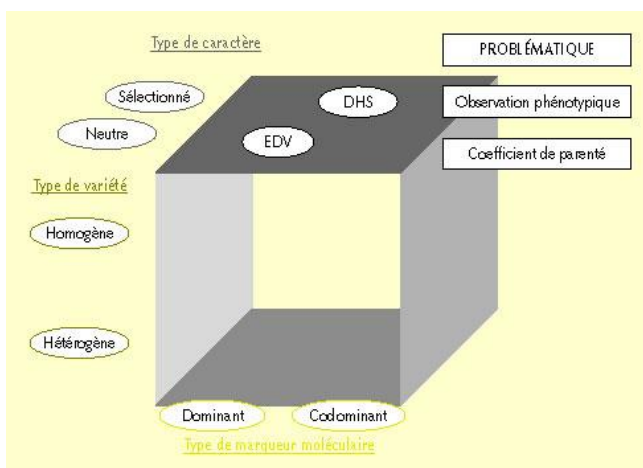 Type de caractère
PROBLÉMATIQUE
Sélectionné
DHS
Observation phénotypique
Neutre
EDV
Coefficient de parenté
Type de variété
Homogène
Hétérogène
Dominant
Codominant
Type de marqueur moléculaire